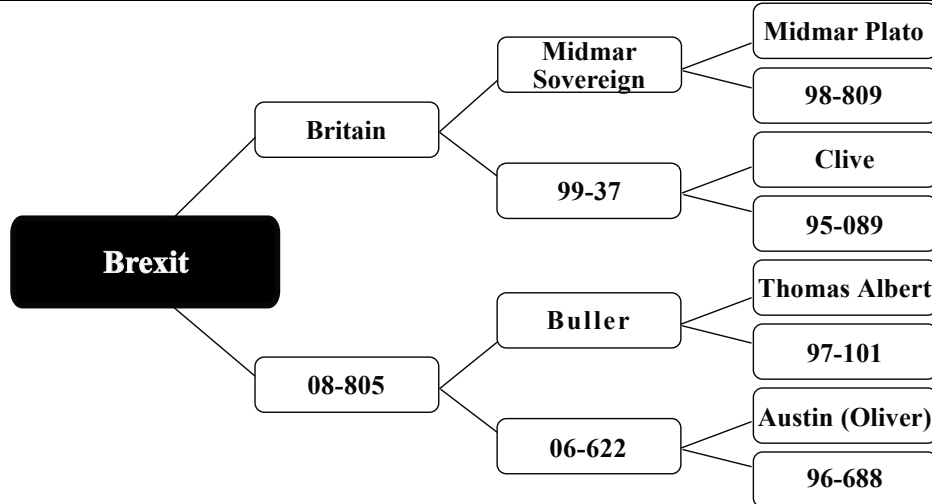 Midmar Plato
Midmar
Sovereign
98-809
Britain
Clive
99-37
95-089
Brexit
Thomas Albert
Buller
97-101
08-805
Austin (Oliver)
06-622
96-688